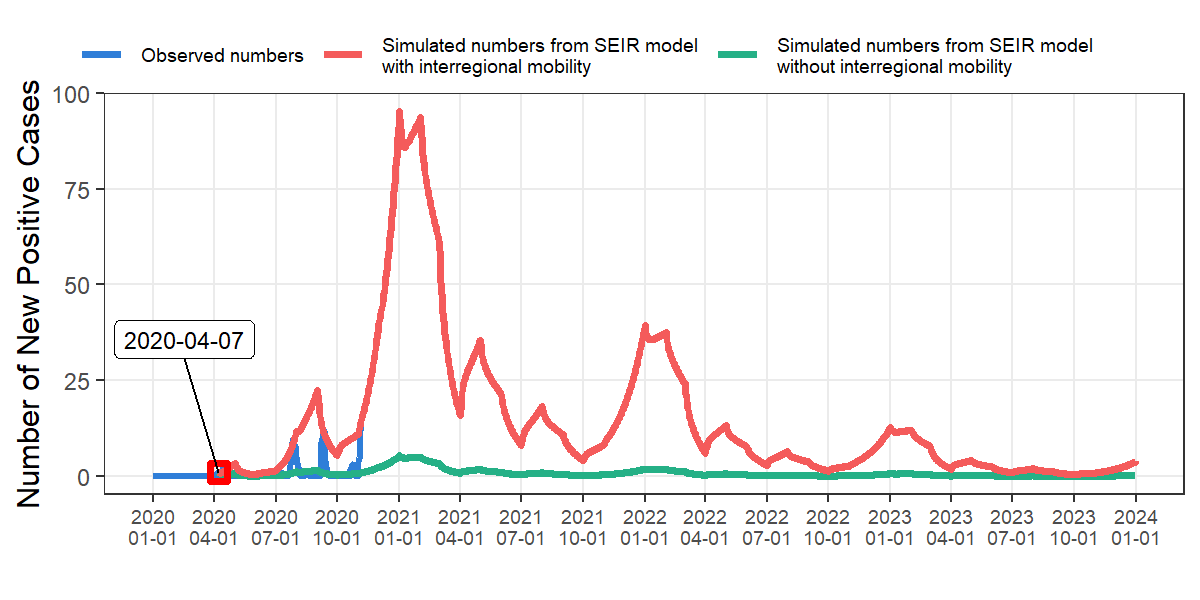 Observed numbers
Simulated numbers from SEIR model
with interregional mobility
Simulated numbers from SEIR model
without interregional mobility
Number of New Positive Cases
100
75
50
25
0
2020-04-07
2020 2020 2020 2020 2021 2021 2021 2021 2022 2022 2022 2022 2023 2023 2023 2023 2024
01-01 04-01 07-01 10-01 01-01 04-01 07-01 10-01 01-01 04-01 07-01 10-01 01-01 04-01 07-01 10-01 01-01